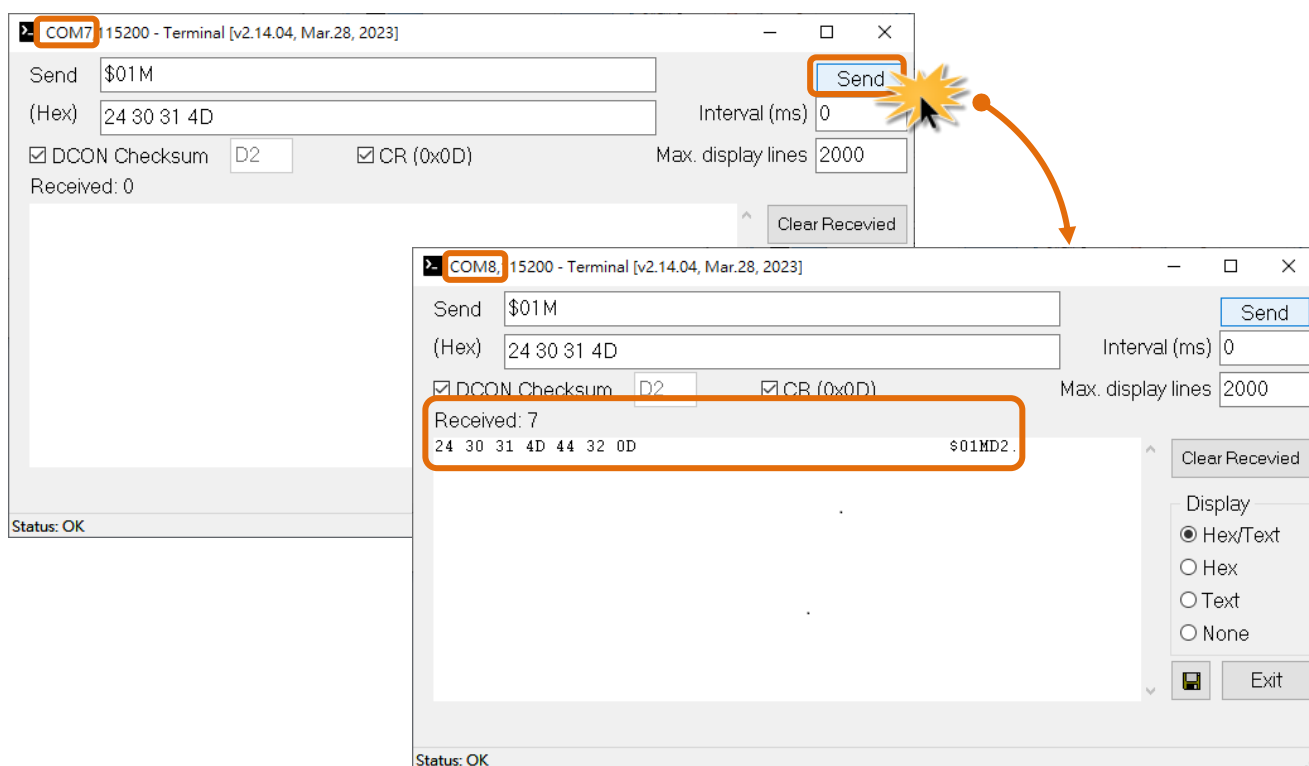 COM7, 115200 - Terminal [v2.14.04, Mar.28, 2023]
Send $01M Send
(Hex) 24 30 31 4D Interval (ms) 0
DCON Checksum D2 CR (0x0D) Max. display lines 2000
Received: 0
Clear Recevied
Status: OK
COM8, 115200 - Terminal [v2.14.04, Mar.28, 2023]
Send $01M Send
(Hex) 24 30 31 4D Interval (ms) 0
DCON Checksum D2 CR (0x0D) Max. display lines 2000
Received: 7
24 30 31 4D 44 32 0D $01MD2.
Clear Recevied
Display
Hex/Text
Hex
Text
None
Exit
Status: OK